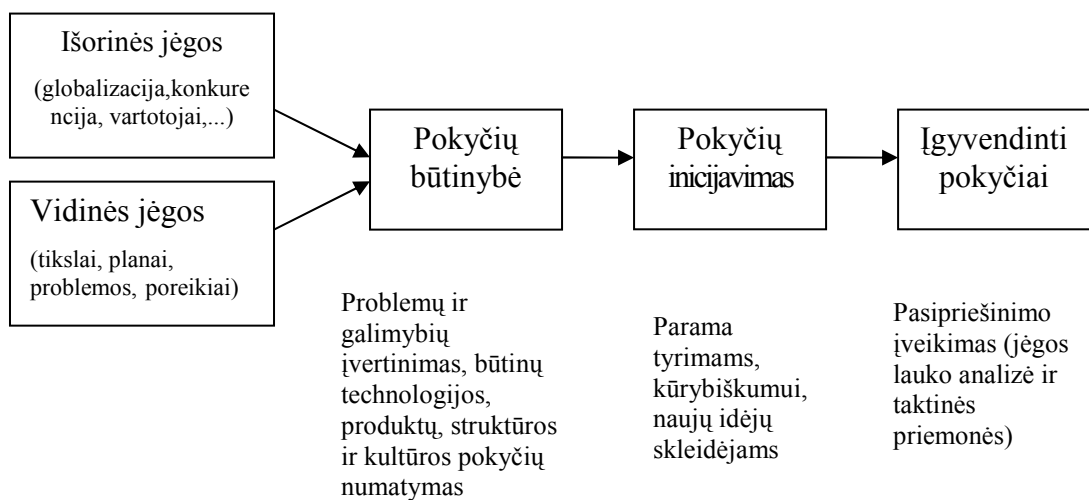 Išorinės jėgos
(globalizacija,konkure
ncija, vartotojai,...)
Vidinės jėgos
(tikslai, planai,
problemos, poreikiai)
Pokyčių
būtinybė
Pokyčių
inicijavimas
Įgyvendinti
pokyčiai
Problemų ir
galimybių
įvertinimas, būtinų
technologijos,
produktų, struktūros
ir kultūros pokyčių
numatymas
Parama
tyrimams,
kūrybiškumui,
naujų idėjų
skleidėjams
Pasipriešinimo
įveikimas (jėgos
lauko analizė ir
taktinės
priemonės)